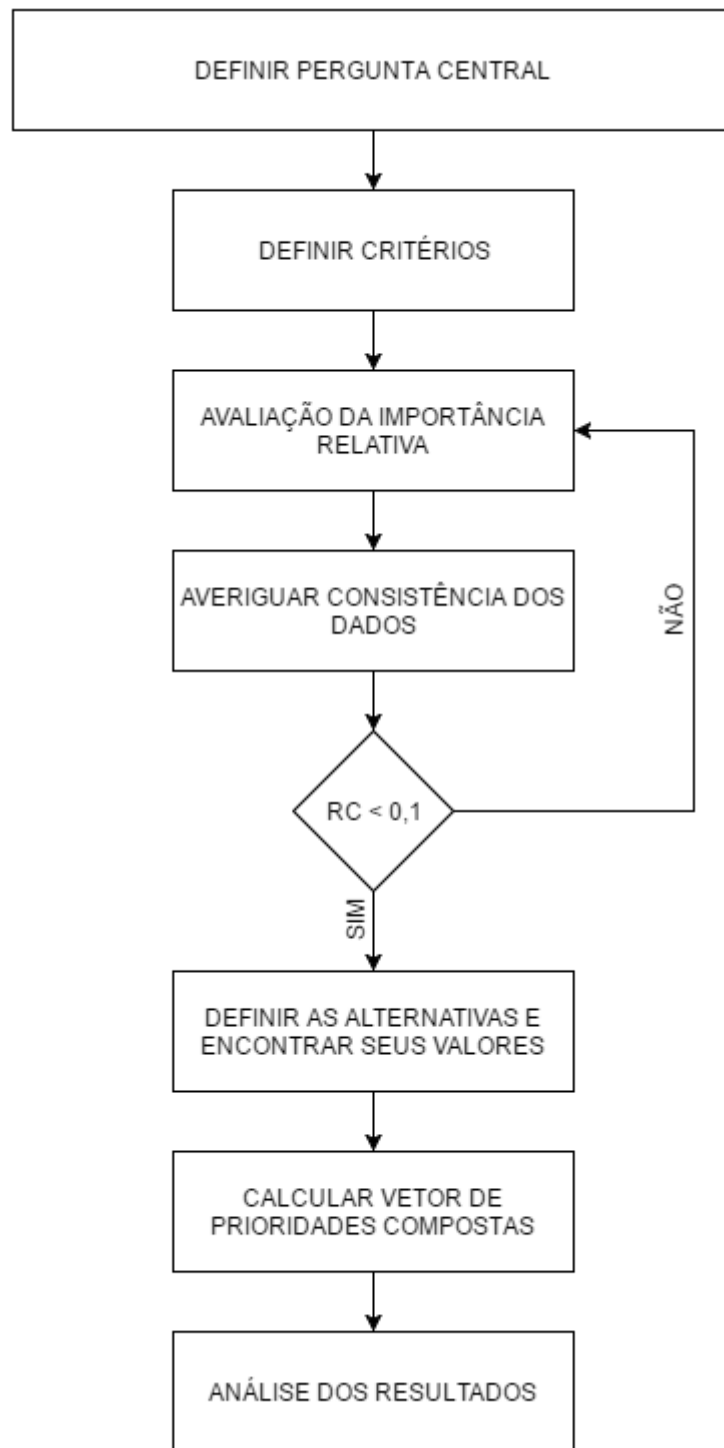 DEFINIR PERGUNTA CENTRAL
DEFINIR CRITÉRIOS
AVALIAÇÃO DA IMPORTÂNCIA
RELATIVA
AVERIGUAR CONSISTÊNCIA DOS
DADOS
NÃO
RC < 0,1
SIM
DEFINIR AS ALTERNATIVAS E
ENCONTRAR SEUS VALORES
CALCULAR VETOR DE
PRIORIDADES COMPOSTAS
ANÁLISE DOS RESULTADOS